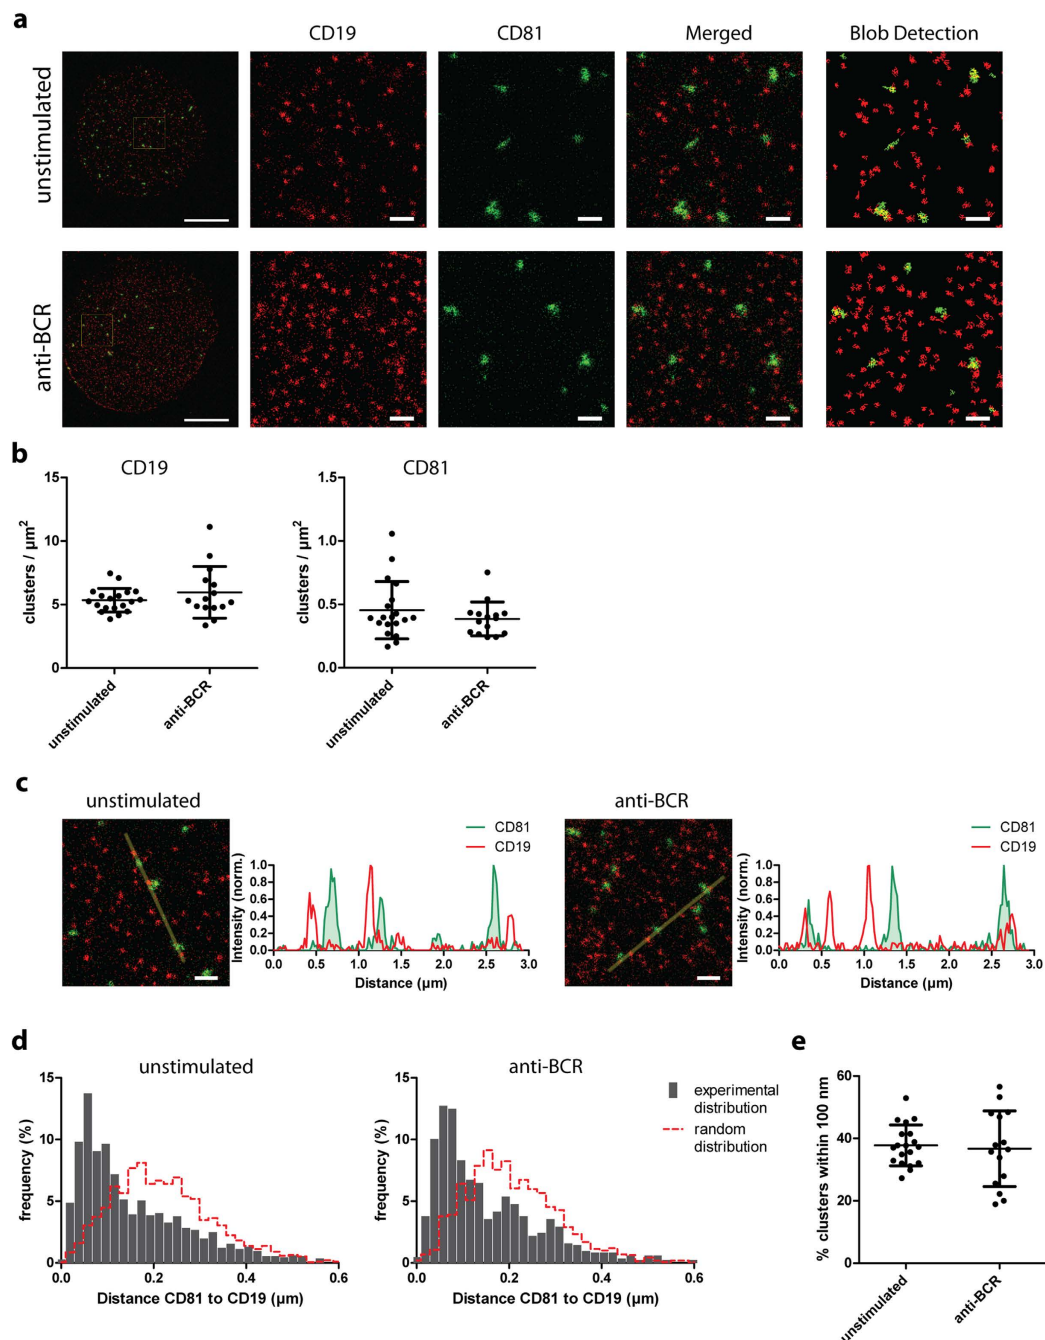 a
CD19 CD81 Merged Blob Detection
unstimulated
anti-BCR
b
CD19 CD81
15 1.5
10 1.0
5 0.5
0 0.0
clusters / µm² clusters / µm²
unstimulated anti-BCR unstimulated anti-BCR
c
unstimulated anti-BCR
CD81 CD81
CD19 CD19
1.0 1.0
0.8 0.8
0.6 0.6
0.4 0.4
0.2 0.2
0.0 0.0
Intensity (norm.) Intensity (norm.)
0.0 0.5 1.0 1.5 2.0 2.5 3.0 0.0 0.5 1.0 1.5 2.0 2.5 3.0
Distance (µm) Distance (µm)
d
unstimulated anti-BCR
15 15
10 10
5 5
0 0
frequency (%) frequency (%)
experimental
distribution
random
distribution
0.0 0.2 0.4 0.6 0.0 0.2 0.4 0.6
Distance CD81 to CD19 (µm) Distance CD81 to CD19 (µm)
e
60
40
20
0
% clusters within 100 nm
unstimulated anti-BCR